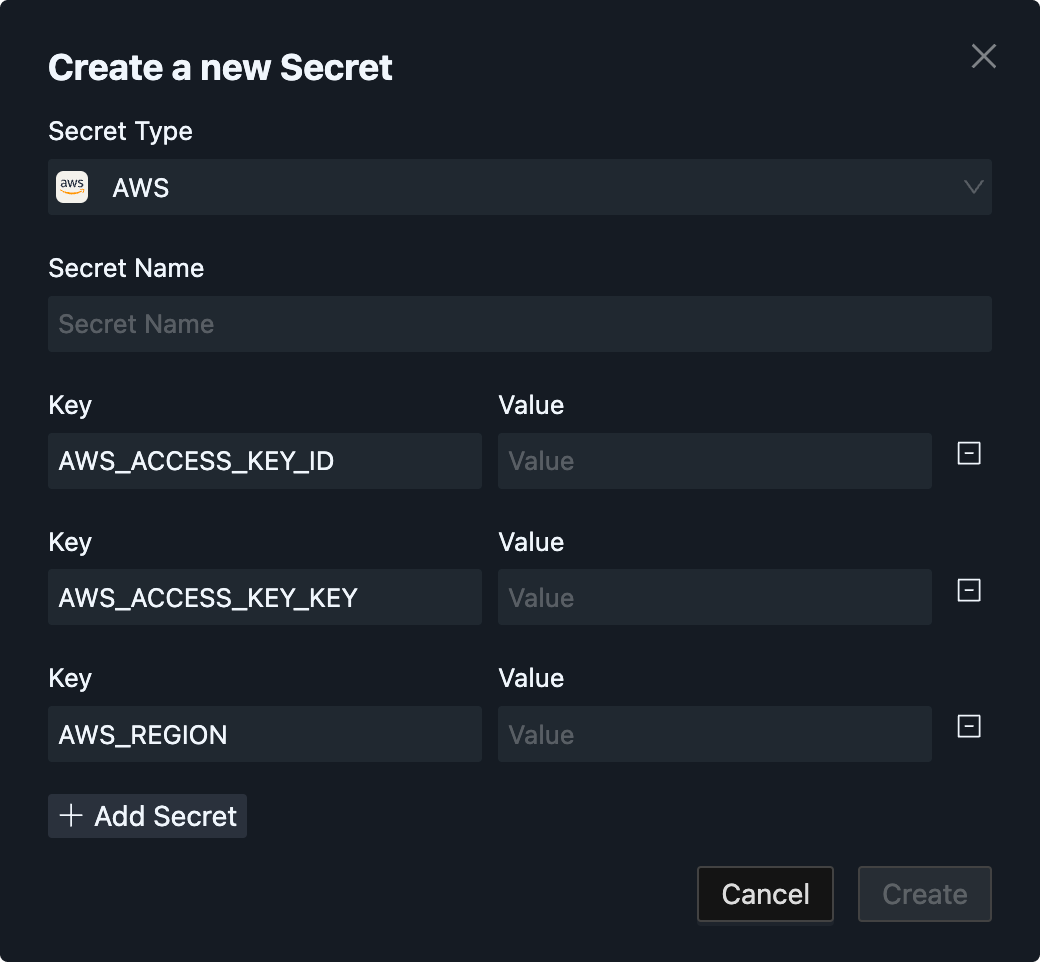 Create a new Secret
Secret Type
aws AWS
Secret Name
Secret Name
Key Value
AWS_ACCESS_KEY_ID Value
Key Value
AWS_ACCESS_KEY_KEY Value
Key Value
AWS_REGION Value
Add Secret
Cancel Create